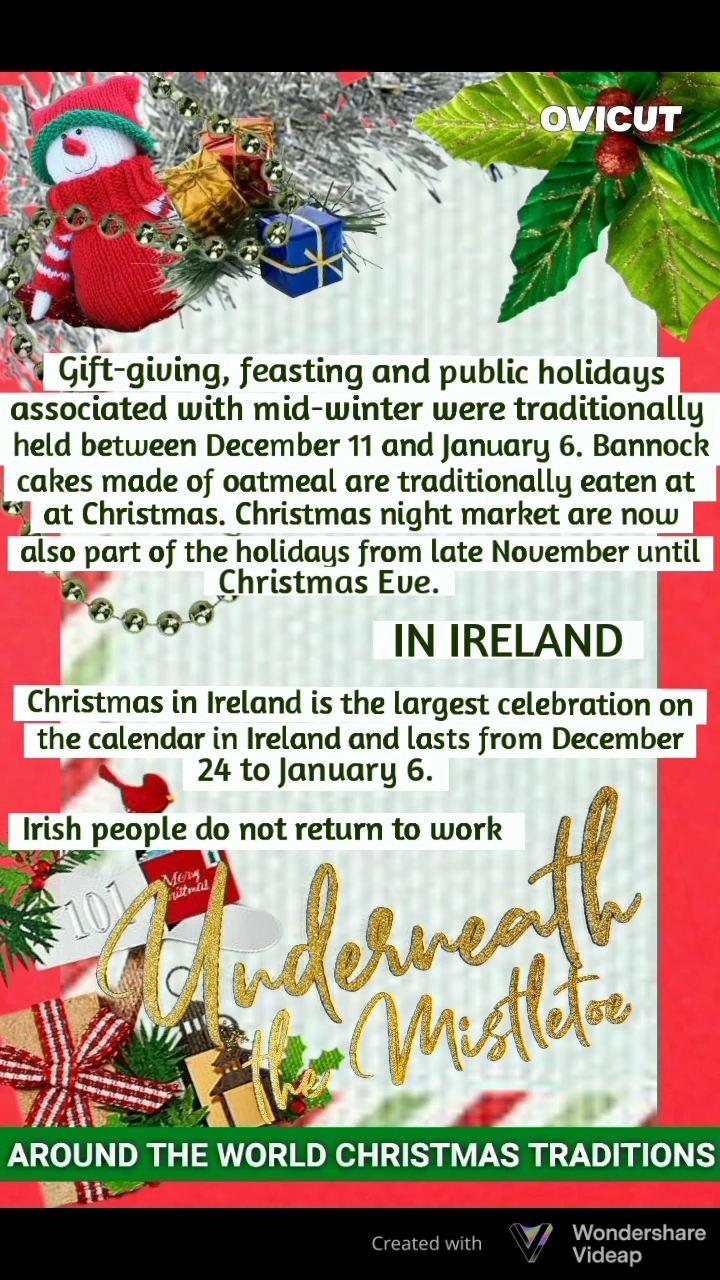 OVICUT
Gift-giving, feasting and public holidays
associated with mid-winter were traditionally
held between December 11 and January 6. Bannock
cakes made of oatmeal are traditionally eaten at
at Christmas. Christmas night market are now
also part of the holidays from late November until
Christmas Eve.
IN IRELAND
Christmas in Ireland is the largest celebration on
the calendar in Ireland and lasts from December
24 to January 6.
Irish people do not return to work
101
Merry
Christmas
Underneath
the Mistletoe
AROUND THE WORLD CHRISTMAS TRADITIONS
Created with
Wondershare
Videap